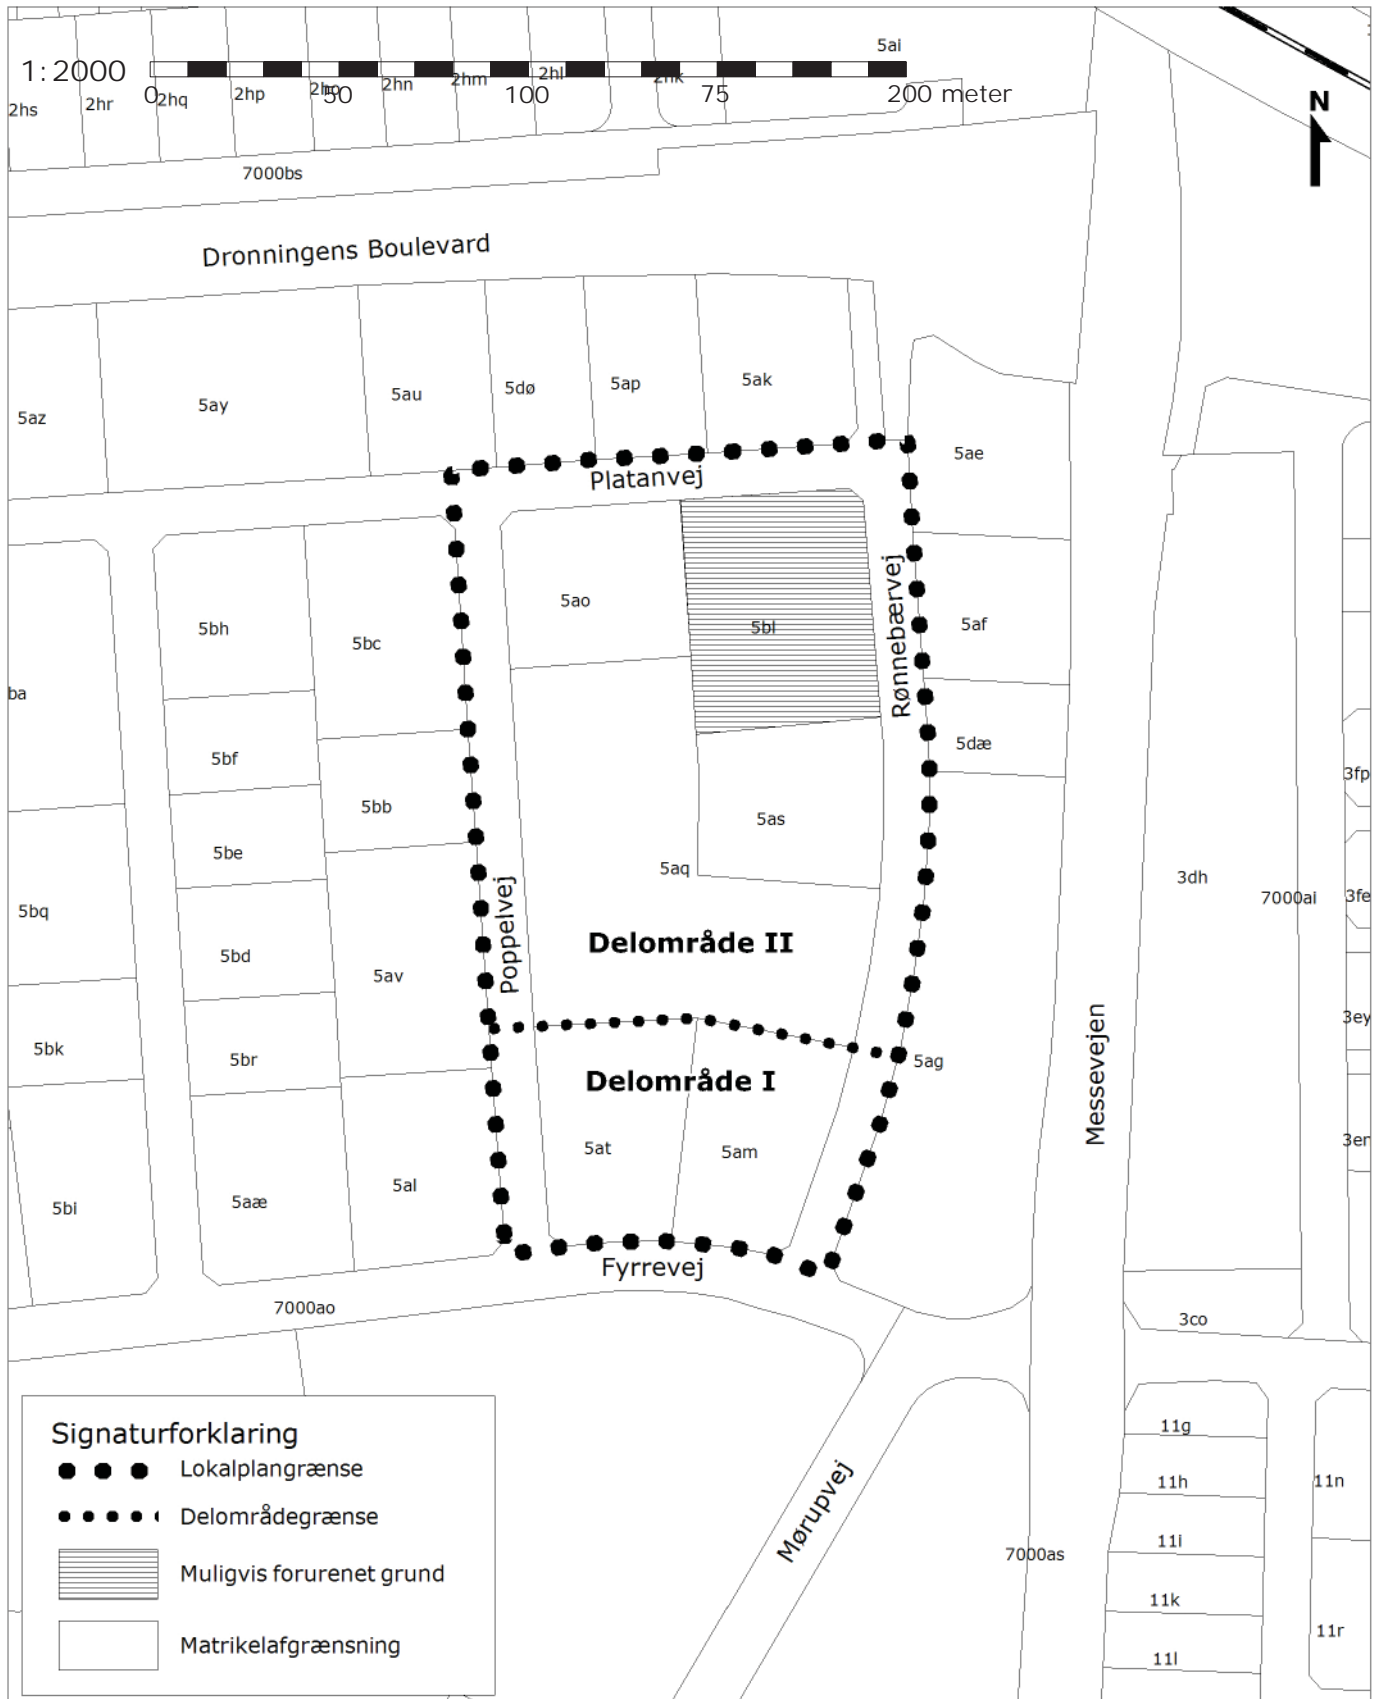 5ai
1:2000
2hs
2hr
2hq
2hp
2hn
2hm
2hl
2hk
0
50
100
75
200 meter
N
7000bs
Dronningens Boulevard
5az
5ay
5au
5dø
5ap
5ak
5ae
Platanvej
5bh
5bc
5ao
5bl
Rønnebærvej
5af
ba
5bf
5dæ
3fp
5bb
5as
5be
5aq
3dh
7000ai
3fe
5bq
Poppelvej
Delområde II
5bd
5av
3ey
5bk
5br
Messevejen
5ag
Delområde I
5at
5am
5bi
5aæ
5al
Fyrrevej
7000ao
3co
Signaturforklaring
Lokalplangrænse
Delområdegrænse
Muligvis forurenet grund
Matrikelafgrænsning
Mørupvej
7000as
11g
11h
11n
11i
11k
11r
11l